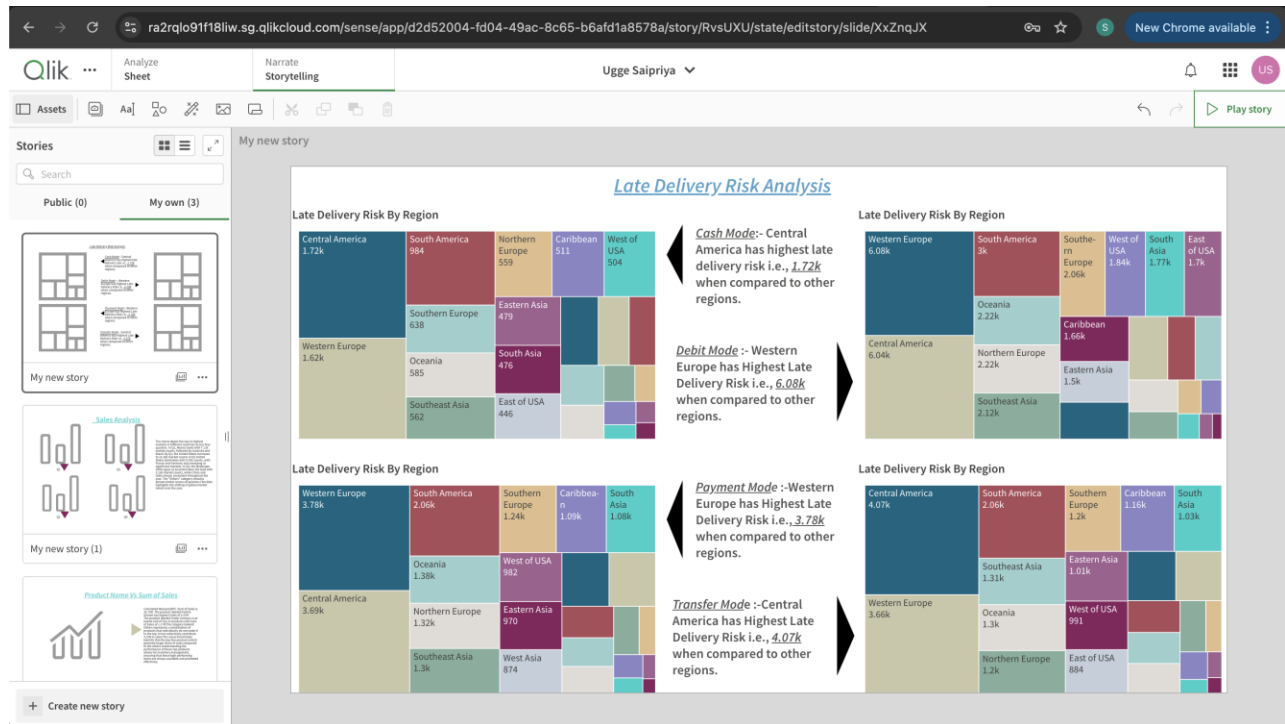 ra2rqlo91f18liw.sg.qlikcloud.com/sense/app/d2d52004-fd04-49ac-8c65-b6afd1a8578a/story/RvsUXU/state/editstory/slide/XxZnqJX
S
New Chrome available
Qlik
Analyze
Sheet
Narrate
Storytelling
Ugge Saipriya
US
Assets
Aa
Play story
Stories
Search
Public (0)
My own (3)
My new story
Sales Analysis
My new story (1)
Product Name Vs Sum of Sales
Create new story
My new story
Late Delivery Risk Analysis
Late Delivery Risk By Region
Central America
1.72k
South America
984
Northern
Europe
559
Caribbean
511
West of
USA
504
Southern Europe
638
Eastern Asia
479
Western Europe
1.62k
Oceania
585
South Asia
476
Southeast Asia
562
East of USA
446
Cash Mode:- Central
America has highest late
delivery risk i.e., 1.72k
when compared to other
regions.
Debit Mode :- Western
Europe has Highest Late
Delivery Risk i.e., 6.08k
when compared to other
regions.
Late Delivery Risk By Region
Western Europe
6.08k
South America
3k
Southe-
rn
Europe
2.06k
West of
USA
1.84k
South
Asia
1.77k
East
of USA
1.7k
Oceania
2.22k
Caribbean
1.66k
Central America
6.04k
Northern Europe
2.22k
Eastern Asia
1.5k
Southeast Asia
2.12k
Late Delivery Risk By Region
Western Europe
3.78k
South America
2.06k
Southern
Europe
1.24k
Caribbea-
n
1.09k
South
Asia
1.08k
Oceania
1.38k
West of USA
982
Central America
3.69k
Northern Europe
1.32k
Eastern Asia
970
Southeast Asia
1.3k
West Asia
874
Payment Mode :-Western
Europe has Highest Late
Delivery Risk i.e., 3.78k
when compared to other
regions.
Transfer Mode :-Central
America has Highest Late
Delivery Risk i.e., 4.07k
when compared to other
regions.
Late Delivery Risk By Region
Central America
4.07k
South America
2.06k
Southern
Europe
1.2k
Caribbean
1.16k
South
Asia
1.03k
Southeast Asia
1.31k
Eastern Asia
1.01k
Western Europe
3.66k
Oceania
1.3k
West of USA
991
Northern Europe
1.2k
East of USA
884